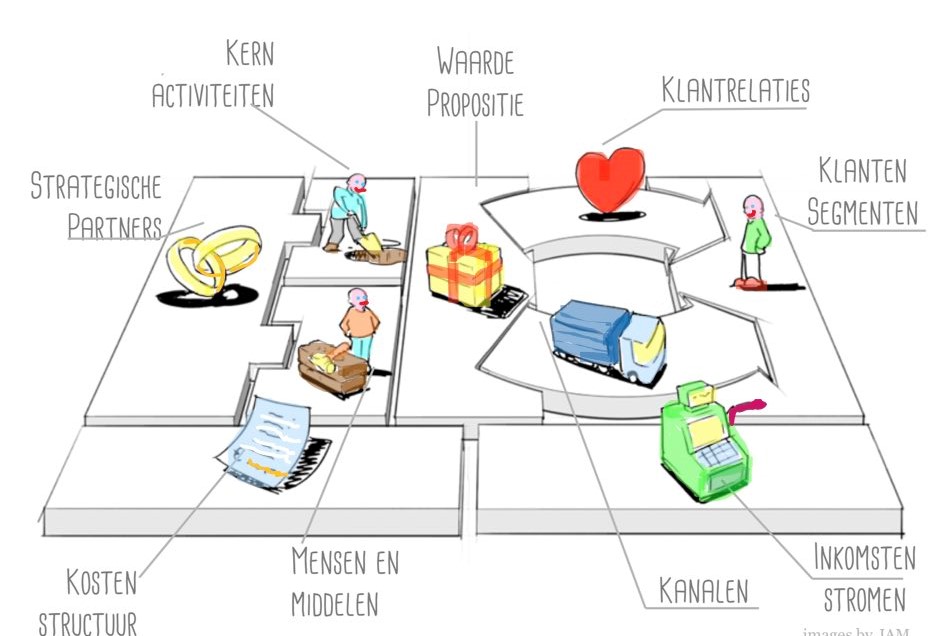 KERN
ACTIVITEITEN
WAARDE
PROPOSITIE
KLANTRELATIES
STRATEGISCHE
PARTNERS
KLANTEN
SEGMENTEN
KOSTEN
STRUCTUUR
MENSEN EN
MIDDELEN
KANALEN
INKOMSTEN
STROMEN
images by JAM